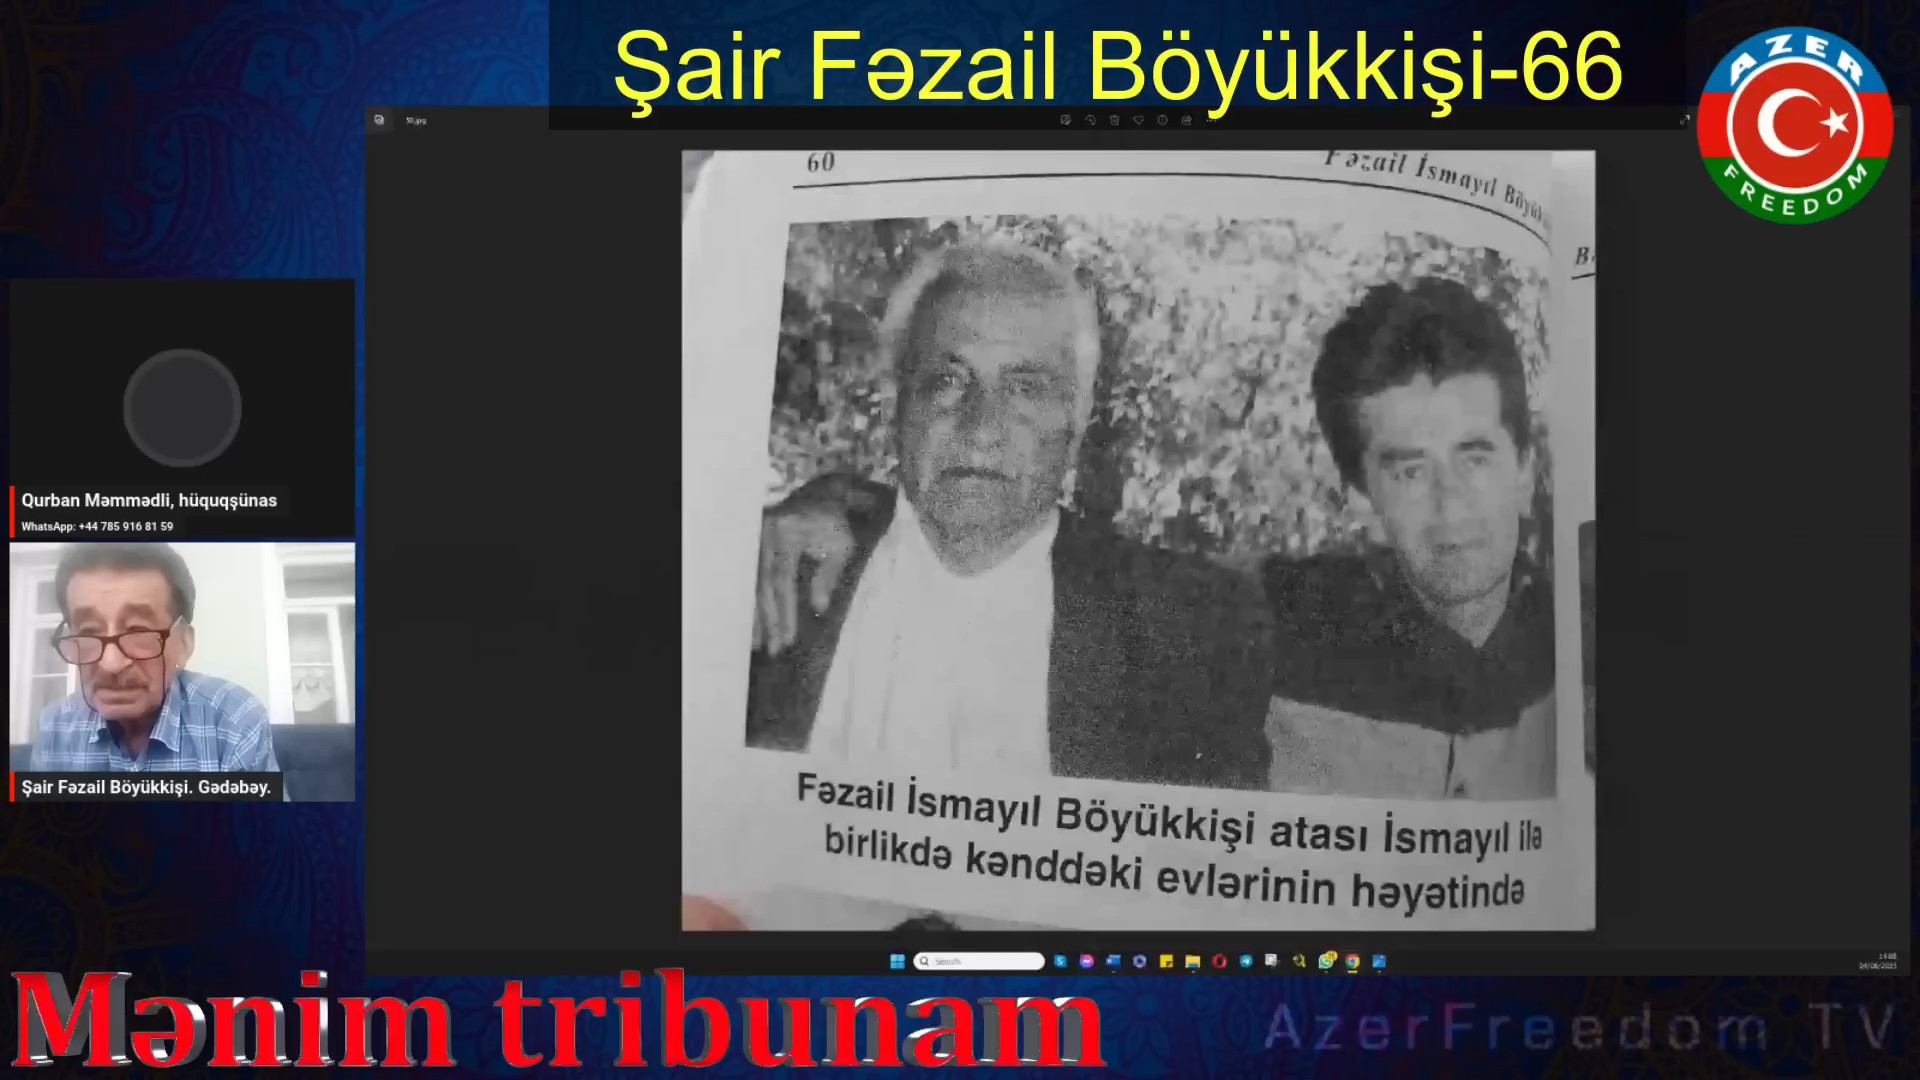 Şair Fəzail Böyükkişi-66
AZER
FREEDOM
60
Fəzail İsmayıl
Fəzail İsmayıl Böyükkişi atası İsmayıl ilə
birlikdə kənddəki evlərinin həyətində
Qurban Məmmədli, hüquqşünas
WhatsApp: +44 785 916 81 59
Şair Fəzail Böyükkişi. Gədəbəy.
Search
Mənim tribunam
AzerFreedom TV